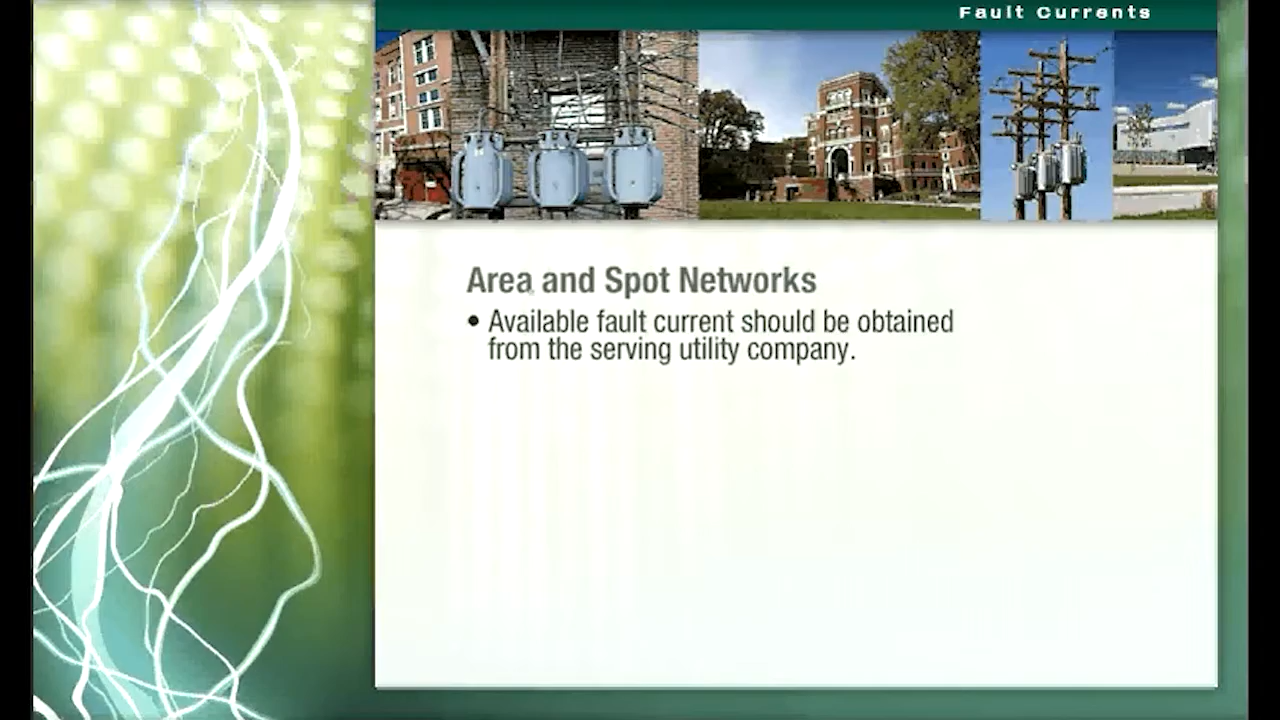 Fault Currents
Area and Spot Networks
• Available fault current should be obtained
from the serving utility company.